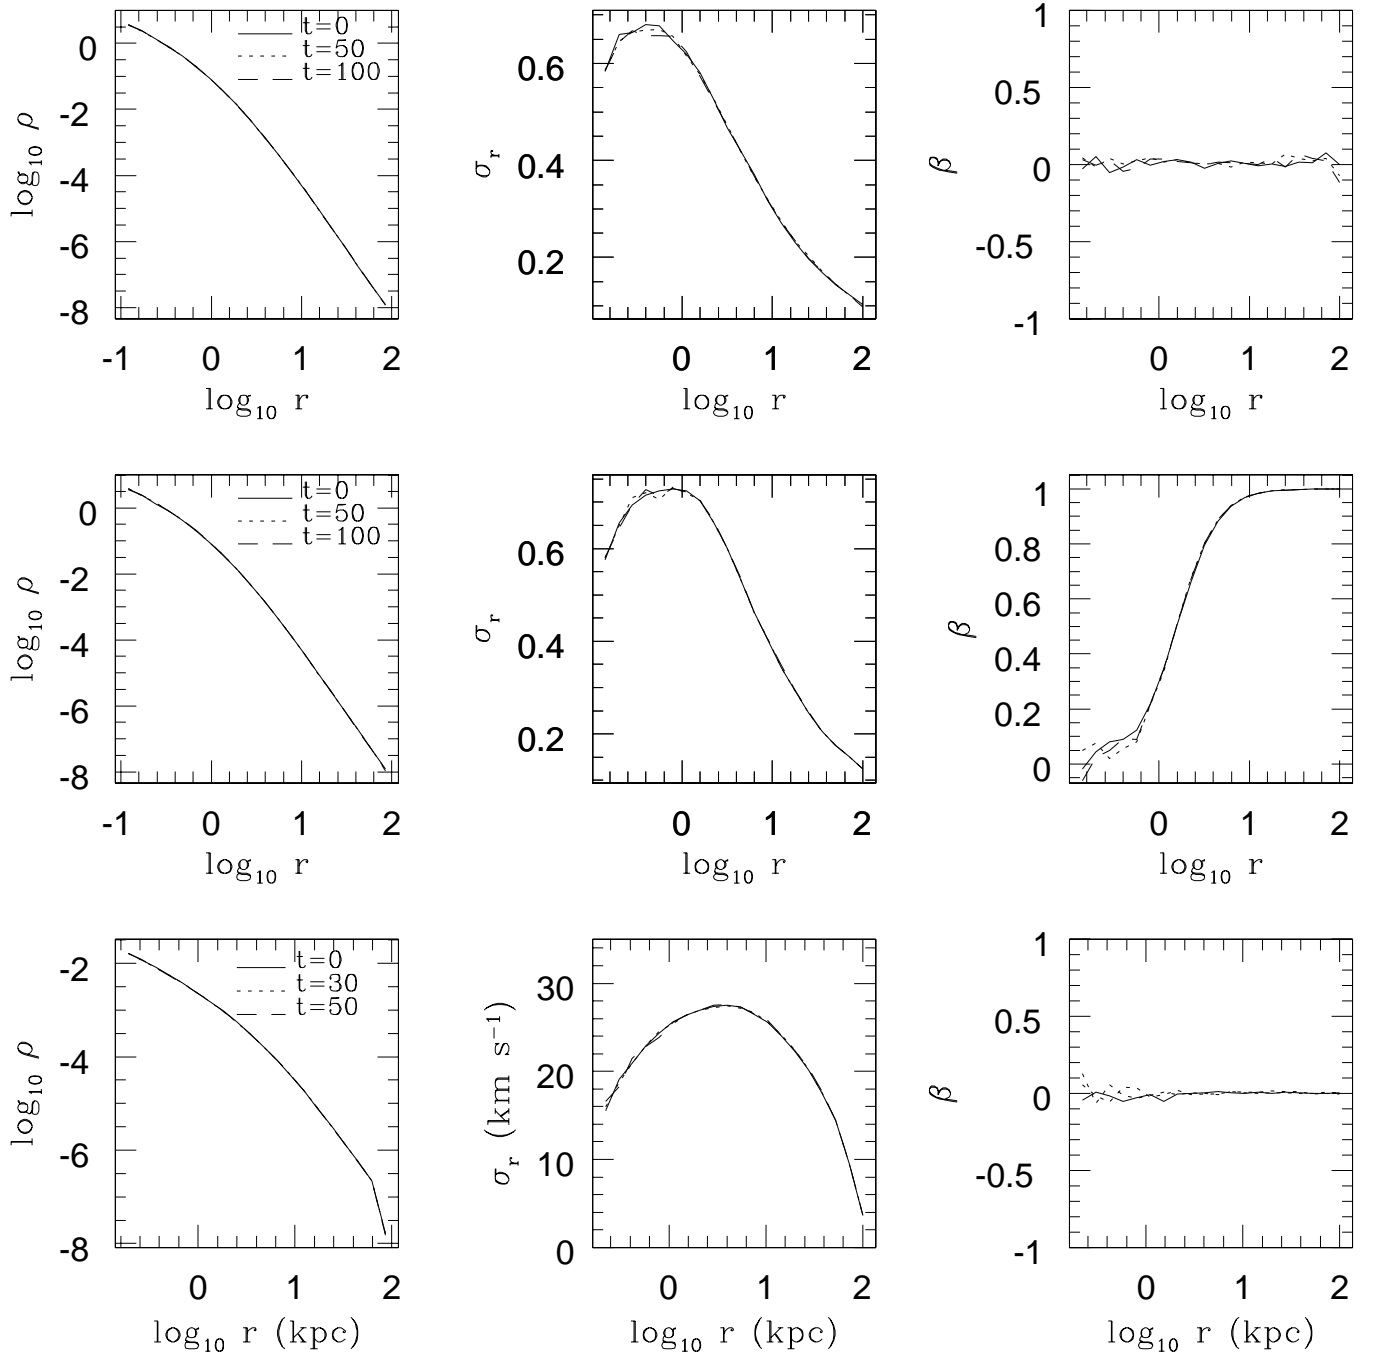 t=0
t=50
t=100
0
-2
-4
-6
-8
-1 0 1 2
log₁₀ ρ
log₁₀ r
0.6
0.4
0.2
0 1 2
σᵣ
log₁₀ r
1
0.5
0
-0.5
-1
0 1 2
β
log₁₀ r
t=0
t=50
t=100
0
-2
-4
-6
-8
-1 0 1 2
log₁₀ ρ
log₁₀ r
0.6
0.4
0.2
0 1 2
σᵣ
log₁₀ r
1
0.8
0.6
0.4
0.2
0
0 1 2
β
log₁₀ r
t=0
t=30
t=50
-2
-4
-6
-8
0 1 2
log₁₀ ρ
log₁₀ r (kpc)
30
20
10
0
0 1 2
σᵣ (km s⁻¹)
log₁₀ r (kpc)
1
0.5
0
-0.5
-1
0 1 2
β
log₁₀ r (kpc)